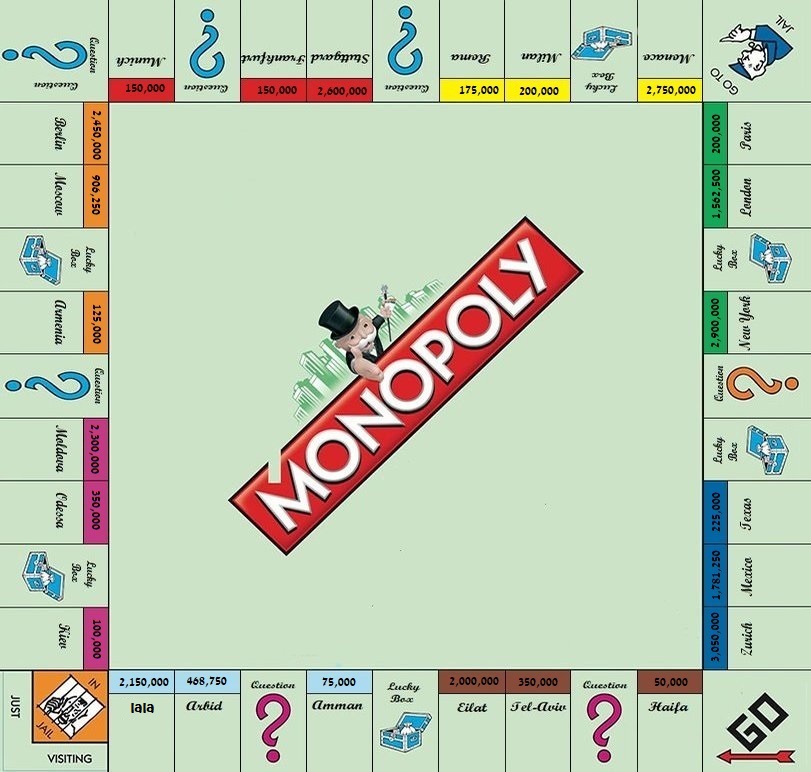 Question
Question
Munich
150,000
Question
Frankfurt
150,000
Stuttgard
2,600,000
Question
Roma
175,000
Milan
200,000
Lucky
Box
Monaco
2,750,000
GO TO
JAIL
Berlin
2,450,000
Moscow
906,250
Lucky
Box
Armenia
125,000
Question
Moldova
2,300,000
Odessa
350,000
Lucky
Box
Kiev
100,000
MONOPOLY
200,000
Paris
1,562,500
London
Lucky
Box
2,900,000
New York
Question
Lucky
Box
225,000
Texas
1,781,250
Mexico
3,050,000
Zurich
JUST
VISITING
IN
JAIL
2,150,000
lala
468,750
Arbid
Question
75,000
Amman
Lucky
Box
2,000,000
Eilat
350,000
Tel-Aviv
Question
50,000
Haifa
GO